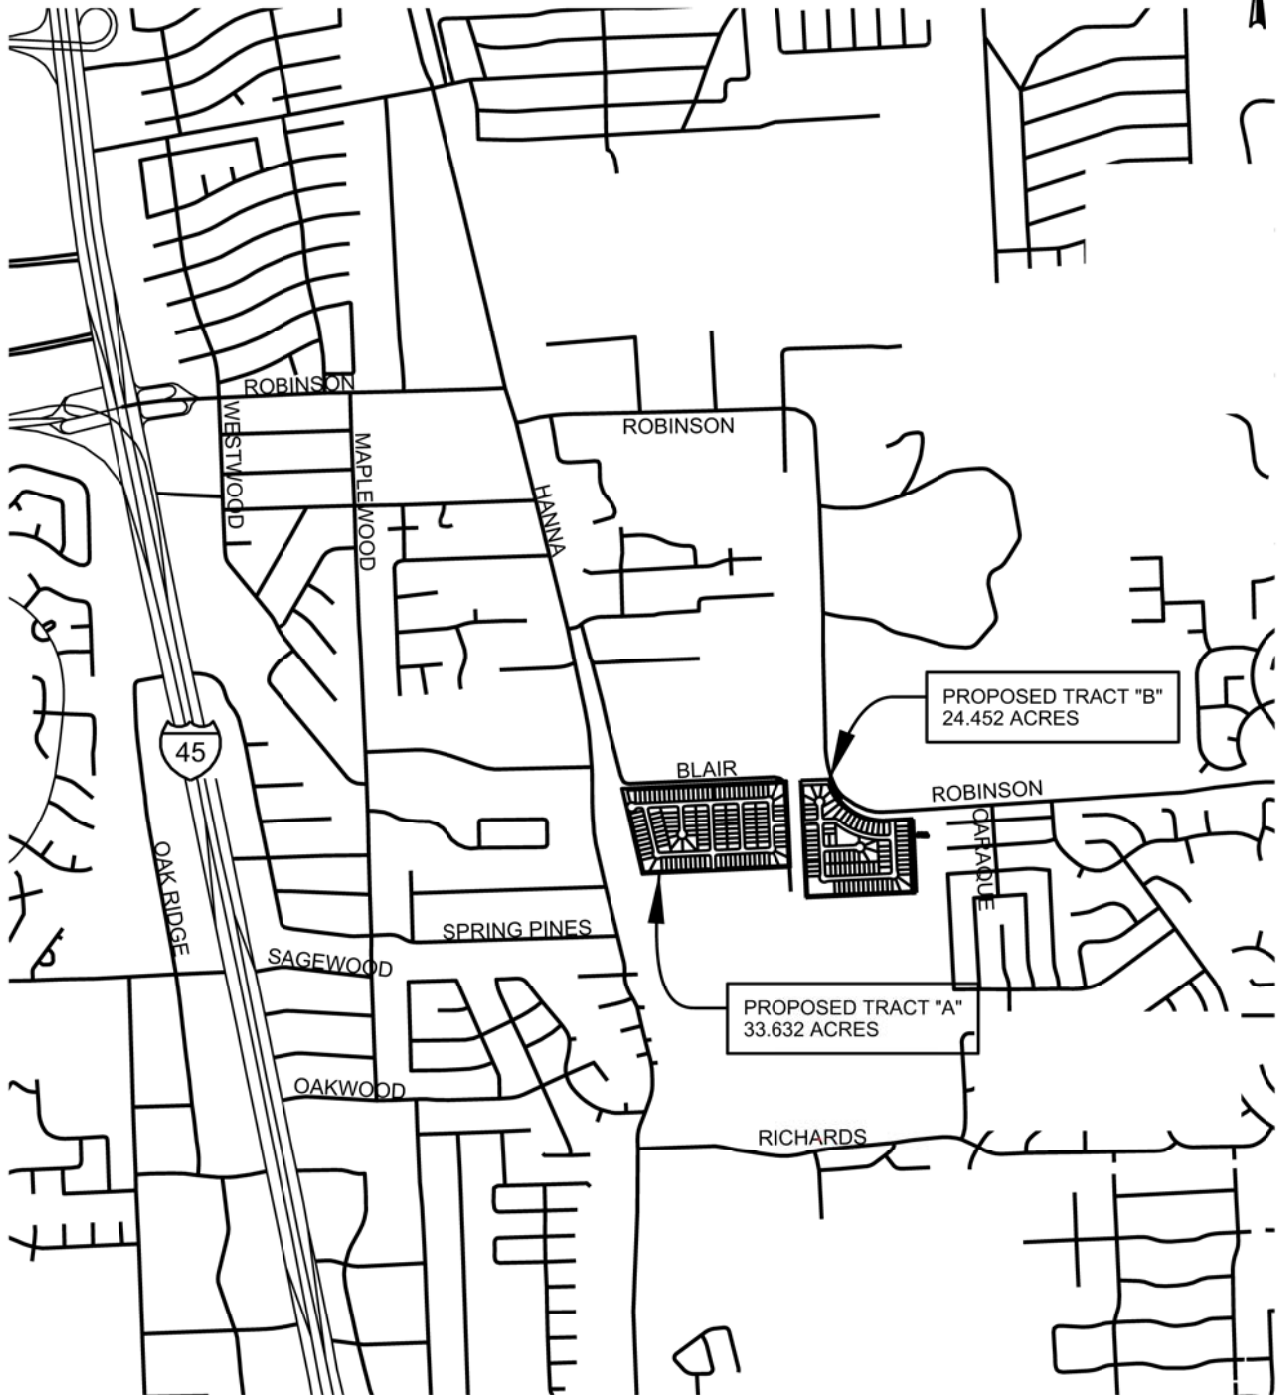 ROBINSON
WESTWOOD
MAPLEWOOD
ROBINSON
HANNA
PROPOSED TRACT "B"
24.452 ACRES
45
BLAIR
ROBINSON
CARAQUE
OAK RIDGE
SPRING PINES
SAGEWOOD
PROPOSED TRACT "A"
33.632 ACRES
OAKWOOD
RICHARDS